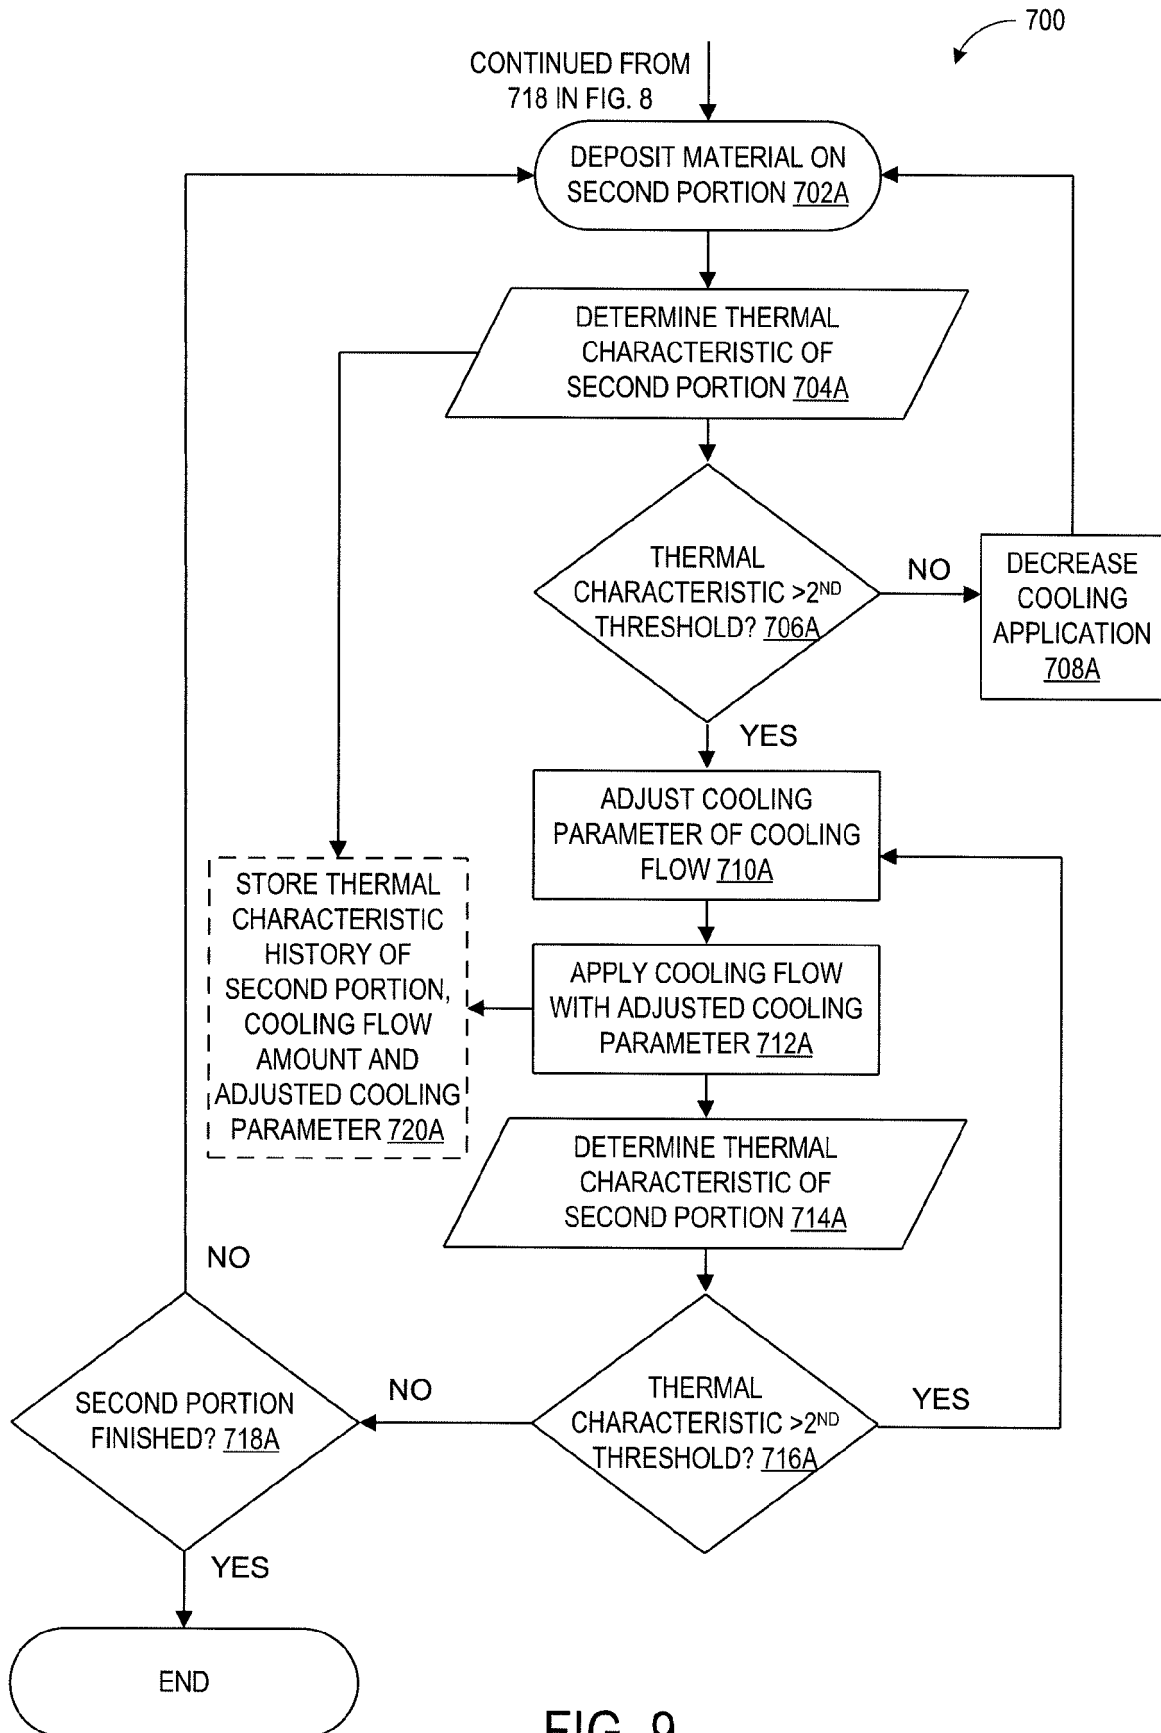 700
CONTINUED FROM
718 IN FIG. 8
DEPOSIT MATERIAL ON
SECOND PORTION 702A
DETERMINE THERMAL
CHARACTERISTIC OF
SECOND PORTION 704A
THERMAL
CHARACTERISTIC >2ND
THRESHOLD? 706A
NO
DECREASE
COOLING
APPLICATION
708A
YES
ADJUST COOLING
PARAMETER OF COOLING
FLOW 710A
STORE THERMAL
CHARACTERISTIC
HISTORY OF
SECOND PORTION,
COOLING FLOW
AMOUNT AND
ADJUSTED COOLING
PARAMETER 720A
APPLY COOLING FLOW
WITH ADJUSTED COOLING
PARAMETER 712A
DETERMINE THERMAL
CHARACTERISTIC OF
SECOND PORTION 714A
THERMAL
CHARACTERISTIC >2ND
THRESHOLD? 716A
YES
NO
SECOND PORTION
FINISHED? 718A
NO
YES
END
FIG. 9